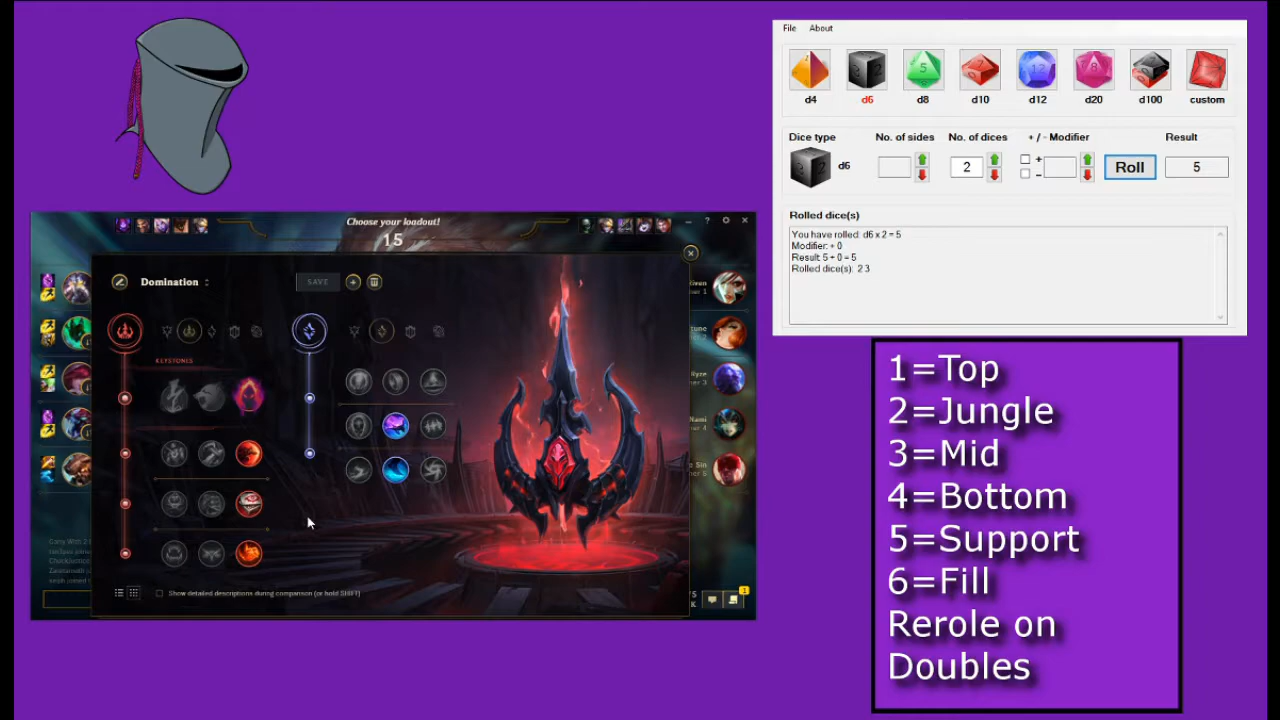 File About
d4 d6 d8 d10 d12 d20 d100 custom
Dice type No. of sides No. of dices + / - Modifier Result
d6 2 + - Roll 5
Rolled dice(s)
You have rolled: d6 x 2 = 5
Modifier: + 0
Result: 5 + 0 = 5
Rolled dice(s): 2 3
Choose your loadout!
15
Domination SAVE
KEYSTONES
Show detailed descriptions during comparison (or hold SHIFT)
Nami
1=Top
2=Jungle
3=Mid
4=Bottom
5=Support
6=Fill
Rerole on
Doubles